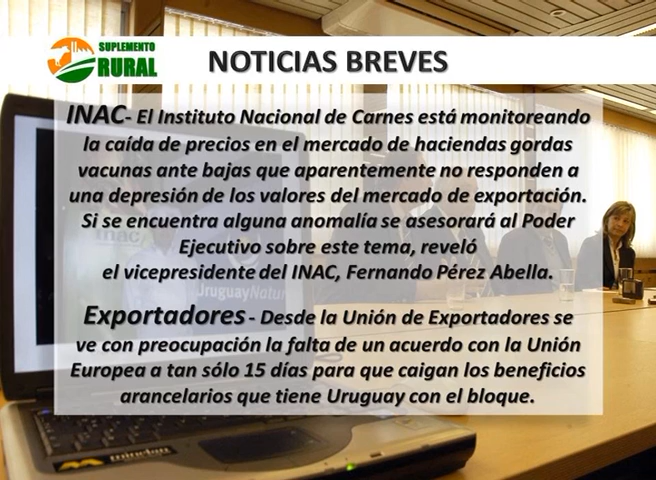 SUPLEMENTO
RURAL
NOTICIAS BREVES
INAC- El Instituto Nacional de Carnes está monitoreando
la caída de precios en el mercado de haciendas gordas
vacunas ante bajas que aparentemente no responden a
una depresión de los valores del mercado de exportación.
Si se encuentra alguna anomalía se asesorará al Poder
Ejecutivo sobre este tema, reveló
el vicepresidente del INAC, Fernando Pérez Abella.
inac
UruguayNatur
Exportadores - Desde la Unión de Exportadores se
ve con preocupación la falta de un acuerdo con la Unión
Europea a tan sólo 15 días para que caigan los beneficios
arancelarios que tiene Uruguay con el bloque.